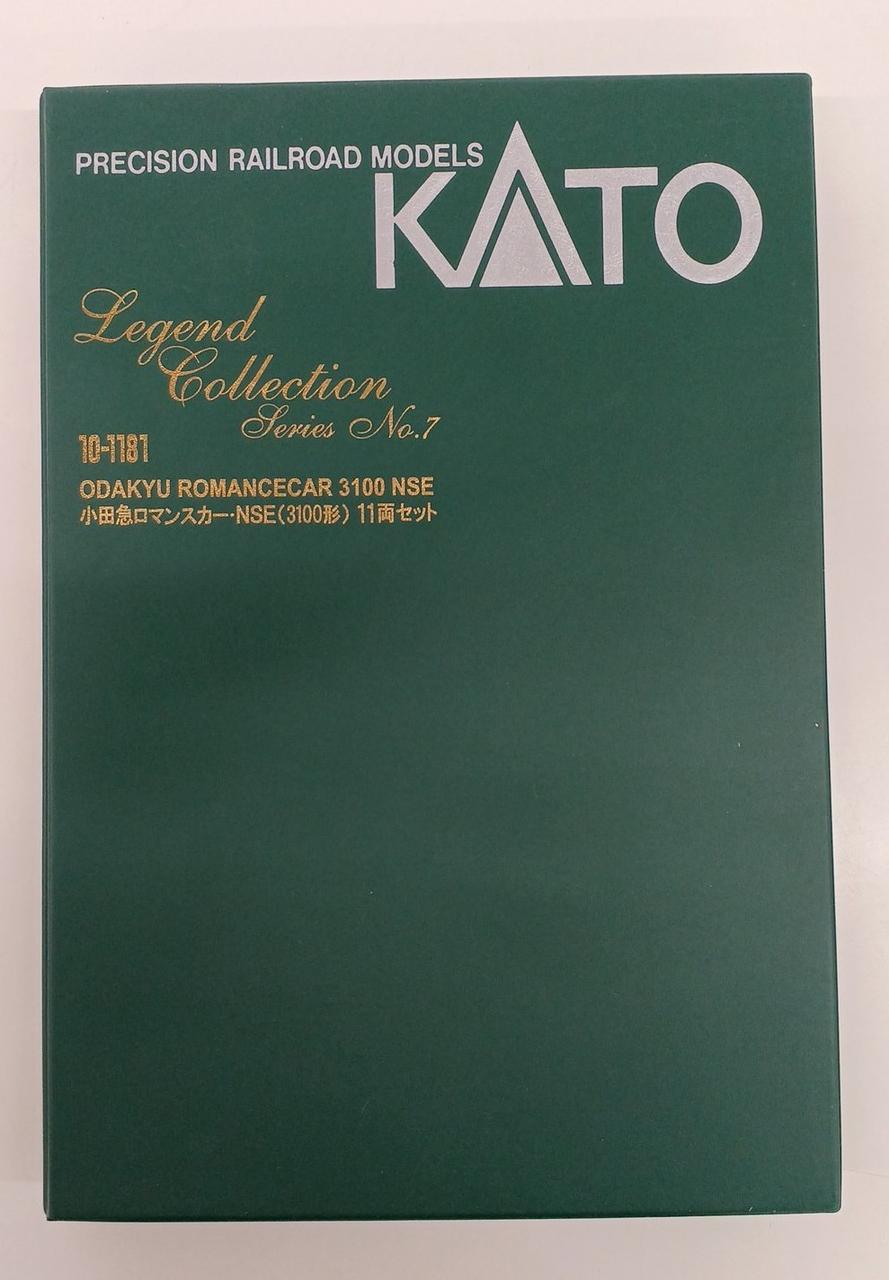 PRECISION RAILROAD MODELS
KATO
Legend
Collection
Series No.7
10-1181
ODAKYU ROMANCECAR 3100 NSE
小田急ロマンスカー・NSE(3100形) 11両セット